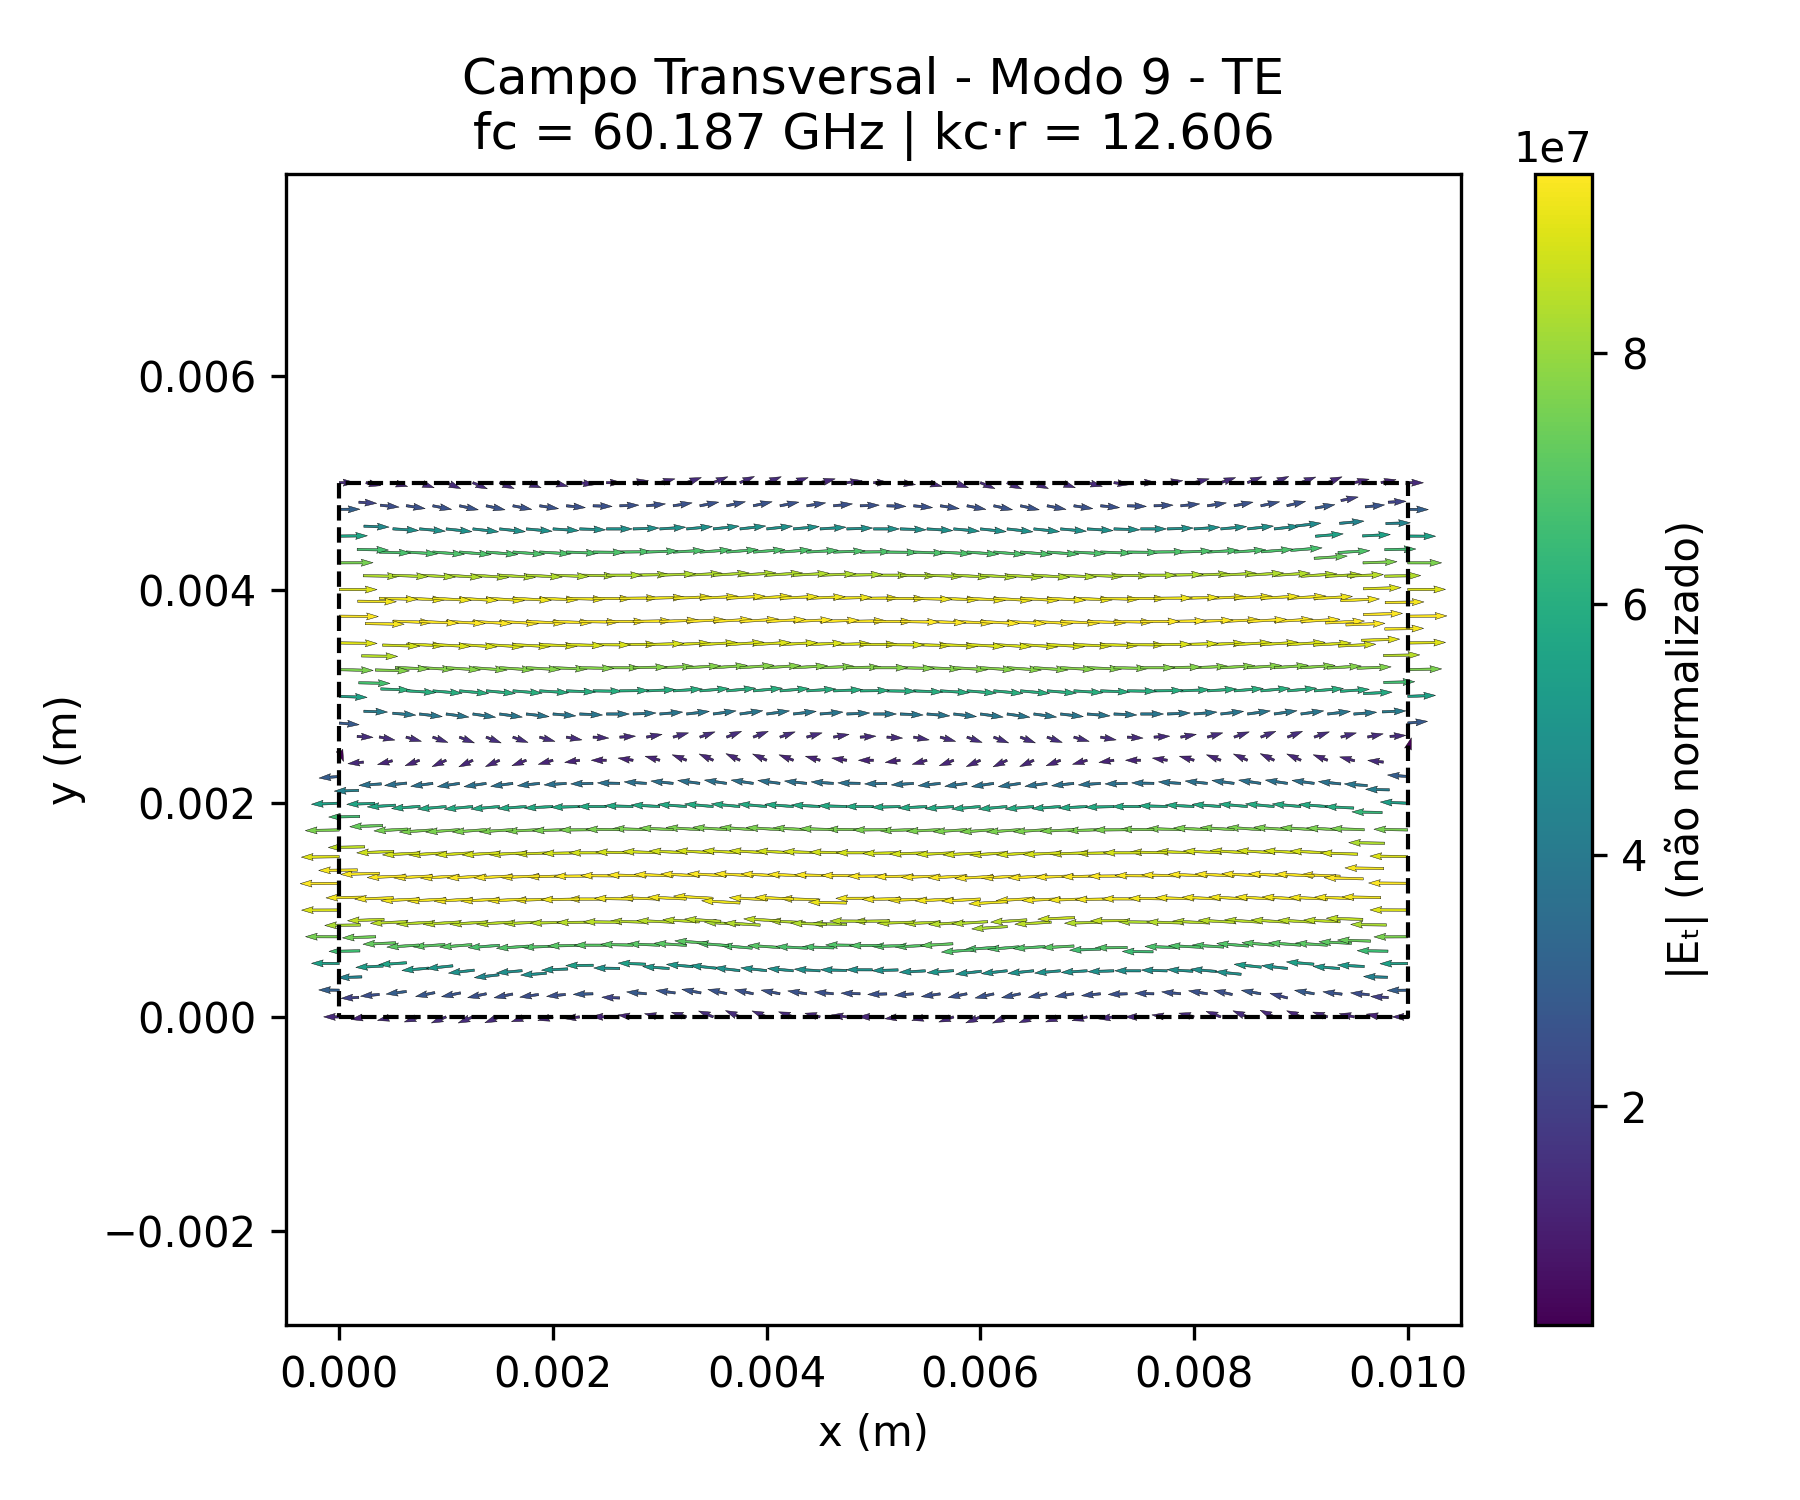 Campo Transversal - Modo 9 - TE
fc = 60.187 GHz | kc·r = 12.606
1e7
8
6
4
2
|Eₜ| (não normalizado)
0.006
0.004
0.002
0.000
−0.002
y (m)
0.000 0.002 0.004 0.006 0.008 0.010
x (m)